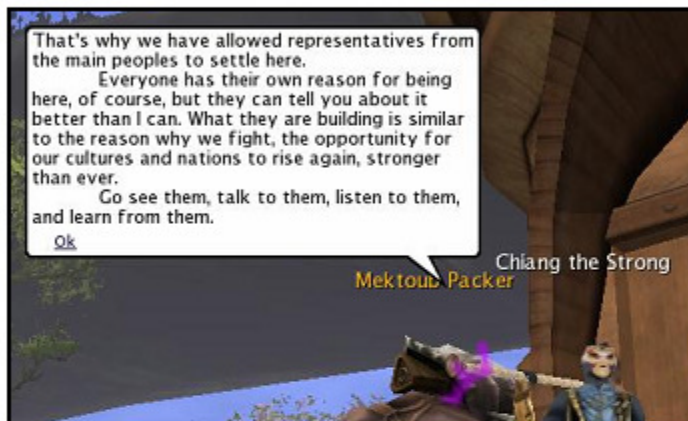 That's why we have allowed representatives from
the main peoples to settle here.
Everyone has their own reason for being
here, of course, but they can tell you about it
better than I can. What they are building is similar
to the reason why we fight, the opportunity for
our cultures and nations to rise again, stronger
than ever.
Go see them, talk to them, listen to them,
and learn from them.
Ok
Chiang the Strong
Mektoub Packer